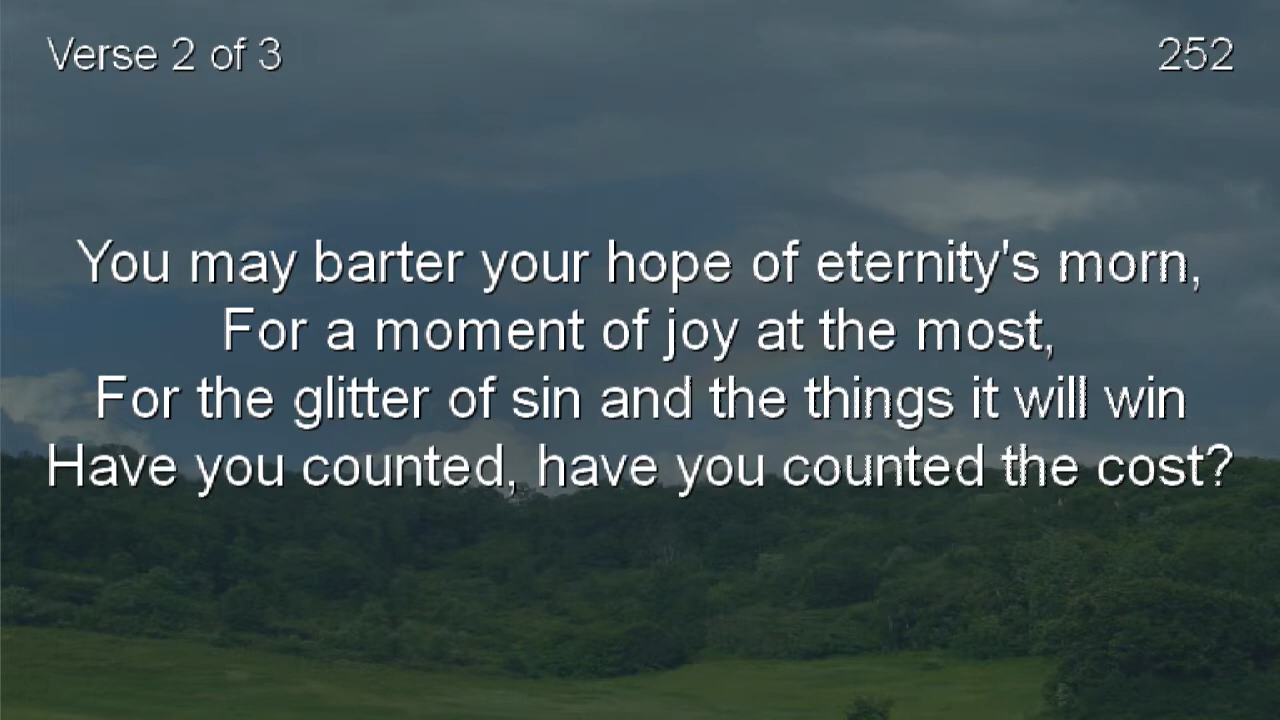 Verse 2 of 3
252
You may barter your hope of eternity's morn,
For a moment of joy at the most,
For the glitter of sin and the things it will win
Have you counted, have you counted the cost?